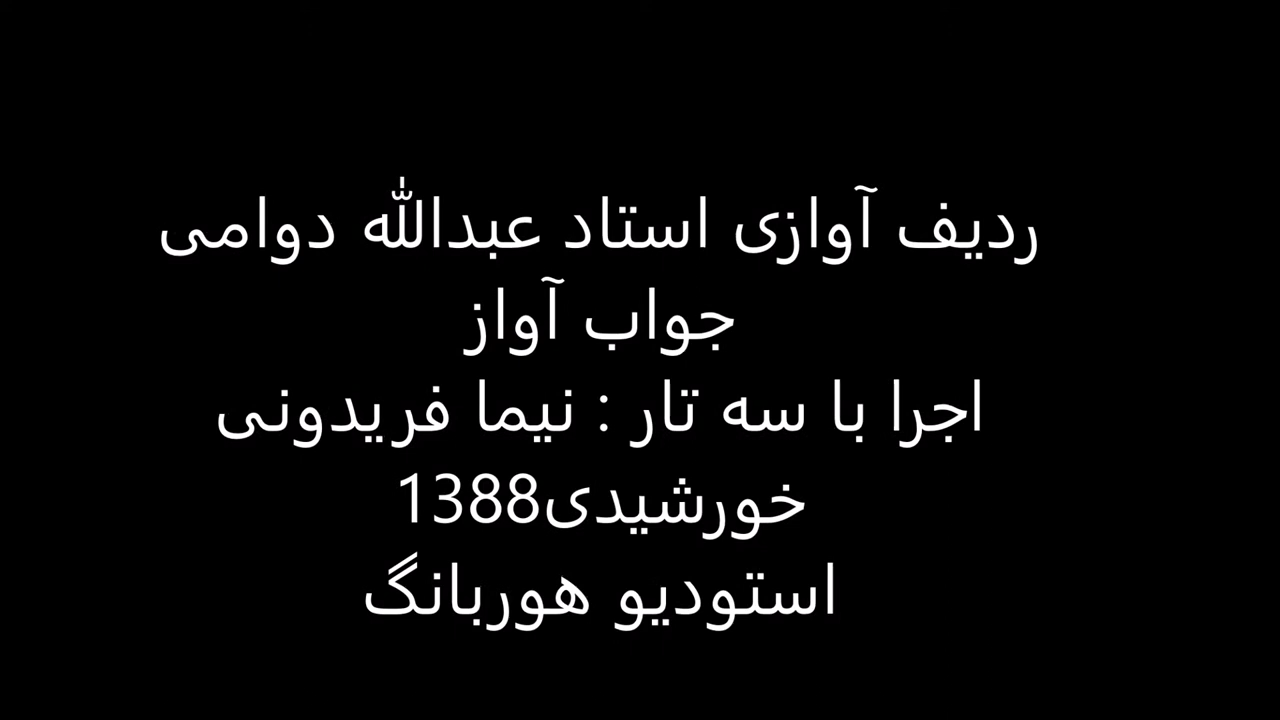 ردیف آوازی استاد عبدالله دوامی
جواب آواز
اجرا با سه تار : نیما فریدونی
خورشیدی1388
استودیو هوربانگ